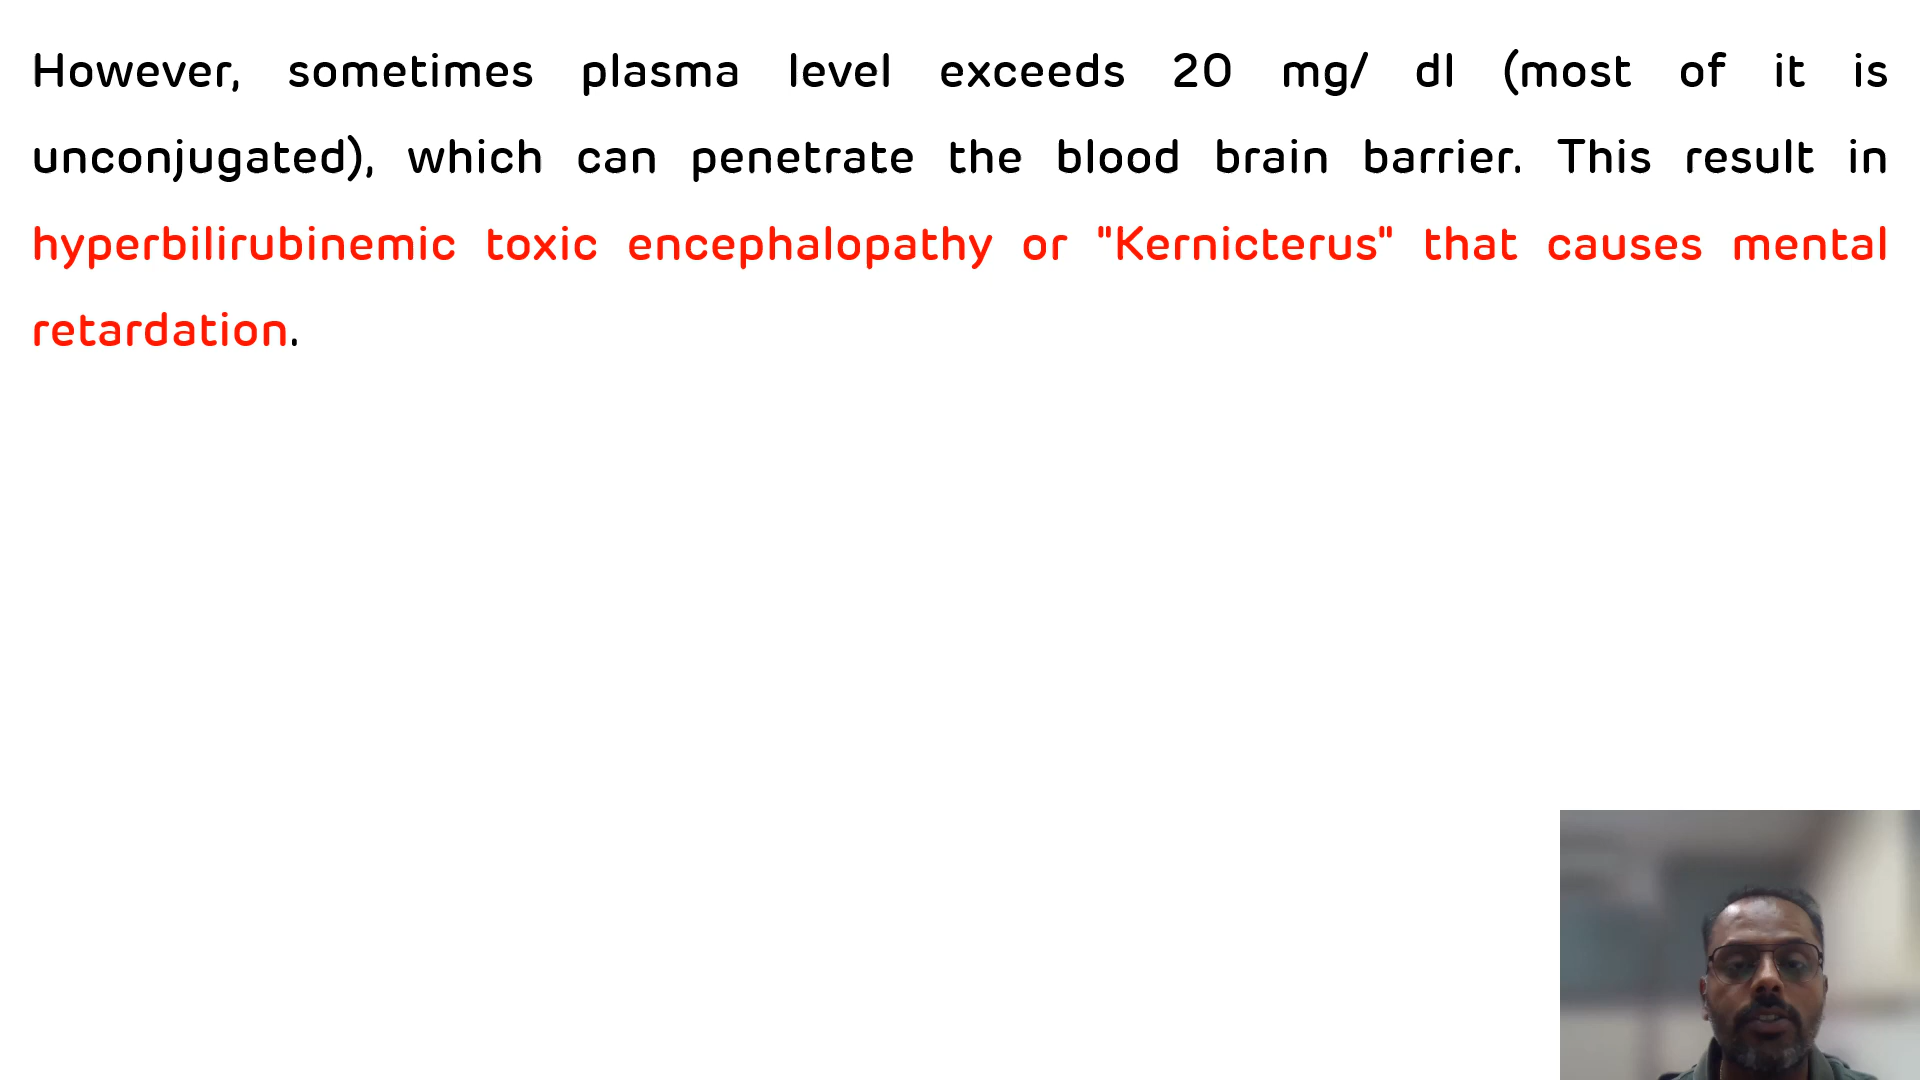 However, sometimes plasma level exceeds 20 mg/ dl (most of it is
unconjugated), which can penetrate the blood brain barrier. This result in
hyperbilirubinemic toxic encephalopathy or "Kernicterus" that causes mental
retardation.